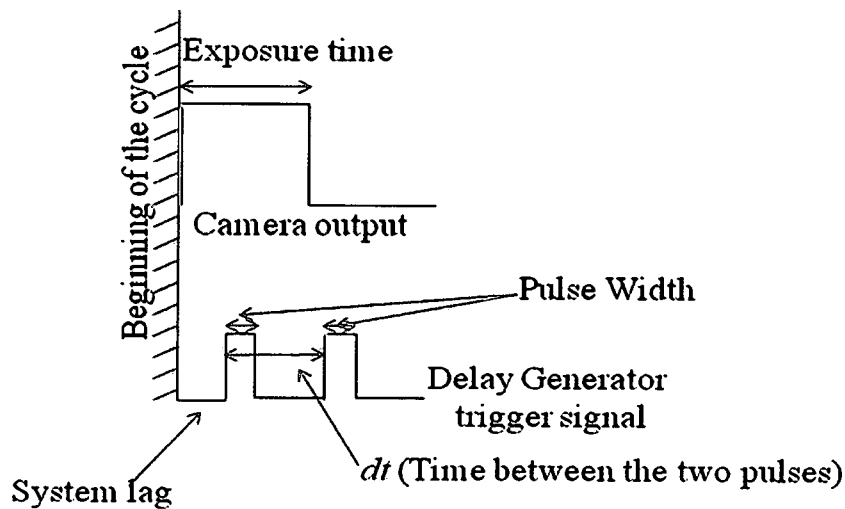 Exposure time
Beginning of the cycle
Camera output
Pulse Width
Delay Generator
trigger signal
dt (Time between the two pulses)
System lag